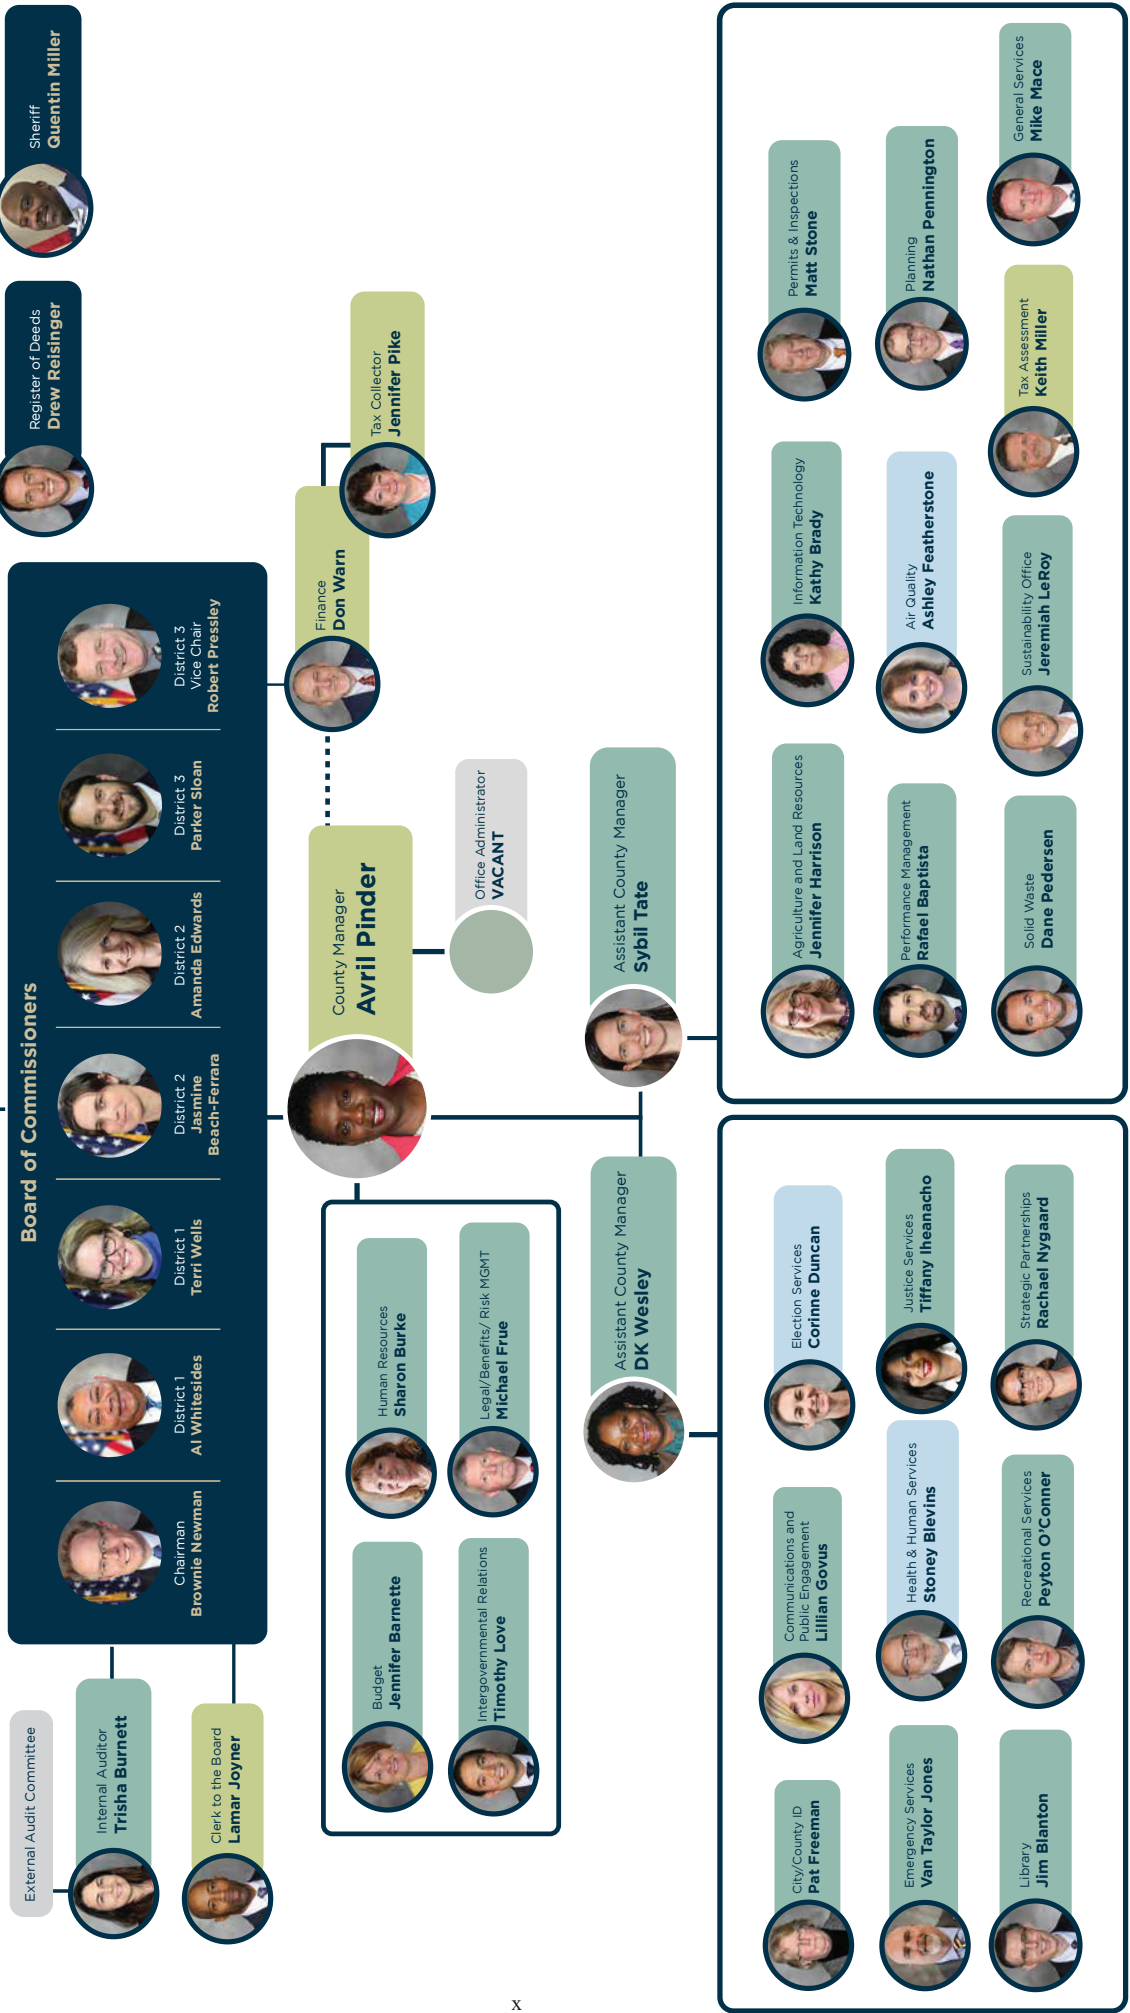 Register of Deeds
Drew Reisinger
Sheriff
Quentin Miller
Board of Commissioners
Chairman
Brownie Newman
District 1
Al Whitesides
District 1
Terri Wells
District 2
Jasmine
Beach-Ferrara
District 2
Amanda Edwards
District 3
Parker Sloan
District 3
Vice Chair
Robert Pressley
External Audit Committee
Internal Auditor
Trisha Burnett
Clerk to the Board
Lamar Joyner
Finance
Don Warn
Tax Collector
Jennifer Pike
County Manager
Avril Pinder
Office Administrator
VACANT
Budget
Jennifer Barnette
Human Resources
Sharon Burke
Intergovernmental Relations
Timothy Love
Legal/Benefits/ Risk MGMT
Michael Frue
Assistant County Manager
DK Wesley
Assistant County Manager
Sybil Tate
City/County ID
Pat Freeman
Communications and
Public Engagement
Lillian Govus
Election Services
Corinne Duncan
Emergency Services
Van Taylor Jones
Health & Human Services
Stoney Blevins
Justice Services
Tiffany Iheanacho
Library
Jim Blanton
Recreational Services
Peyton O'Conner
Strategic Partnerships
Rachael Nygaard
Agriculture and Land Resources
Jennifer Harrison
Information Technology
Kathy Brady
Permits & Inspections
Matt Stone
Performance Management
Rafael Baptista
Air Quality
Ashley Featherstone
Planning
Nathan Pennington
Solid Waste
Dane Pedersen
Sustainability Office
Jeremiah LeRoy
Tax Assessment
Keith Miller
General Services
Mike Mace
x